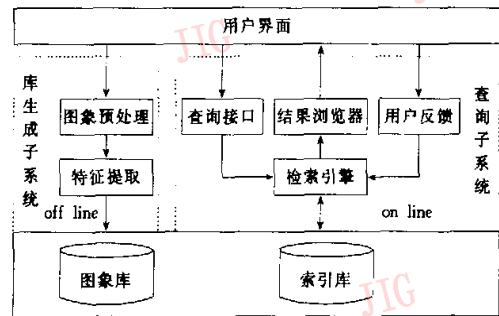 用户界面
JIG
库生成子系统
图象预处理
查询接口
结果浏览器
用户反馈
查询子系统
特征提取
检索引擎
off line
on line
图象库
索引库
JIG